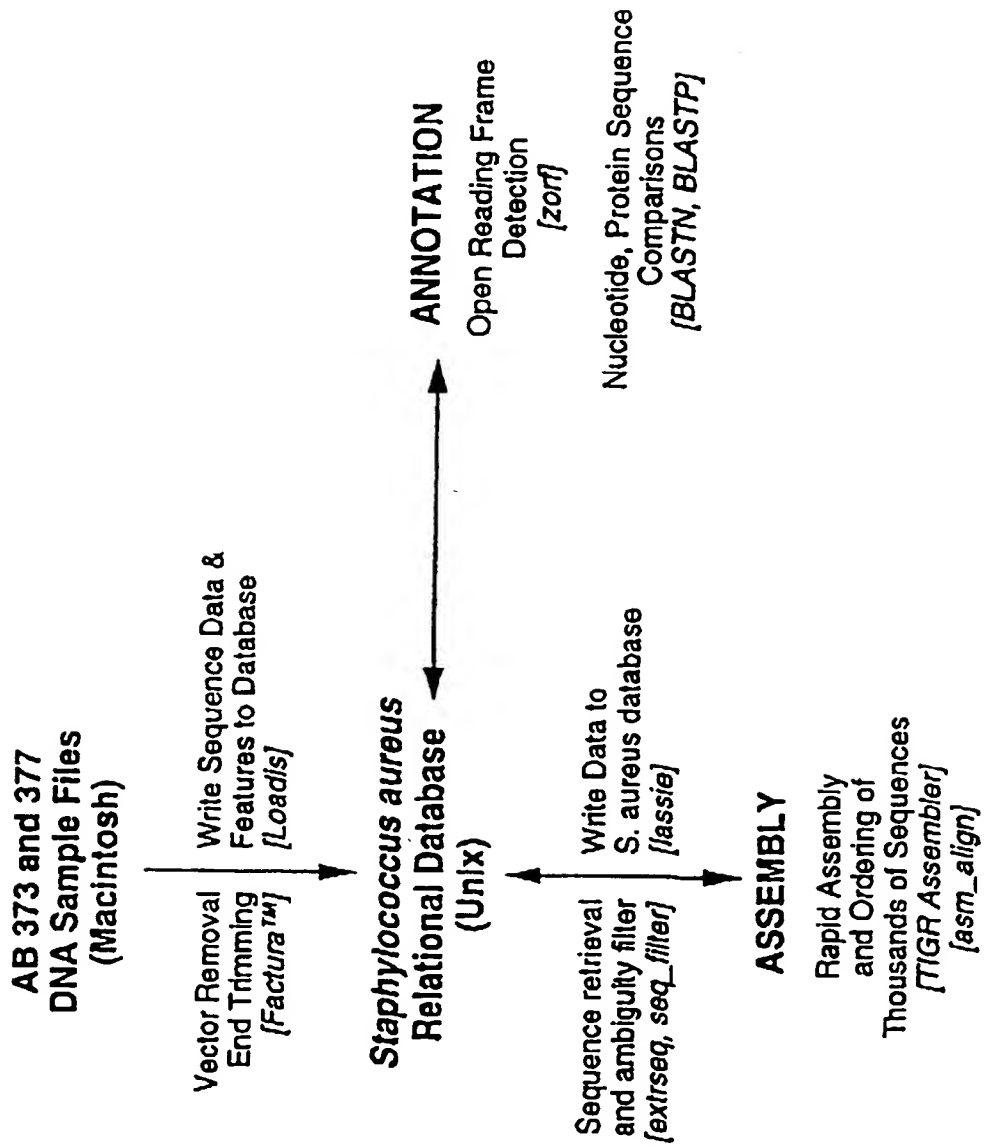 AB 373 and 377
DNA Sample Files
(Macintosh)
Vector Removal
End Trimming
[Factura™]
Write Sequence Data &
Features to Database
[Loadis]
Staphylococcus aureus
Relational Database
(Unix)
Sequence retrieval
and ambiguity filter
[extrseq, seq_filter]
Write Data to
S. aureus database
[lassie]
ASSEMBLY
Rapid Assembly
and Ordering of
Thousands of Sequences
[TIGR Assembler]
[asm_align]
ANNOTATION
Open Reading Frame
Detection
[zorf]
Nucleotide, Protein Sequence
Comparisons
[BLASTN, BLASTP]